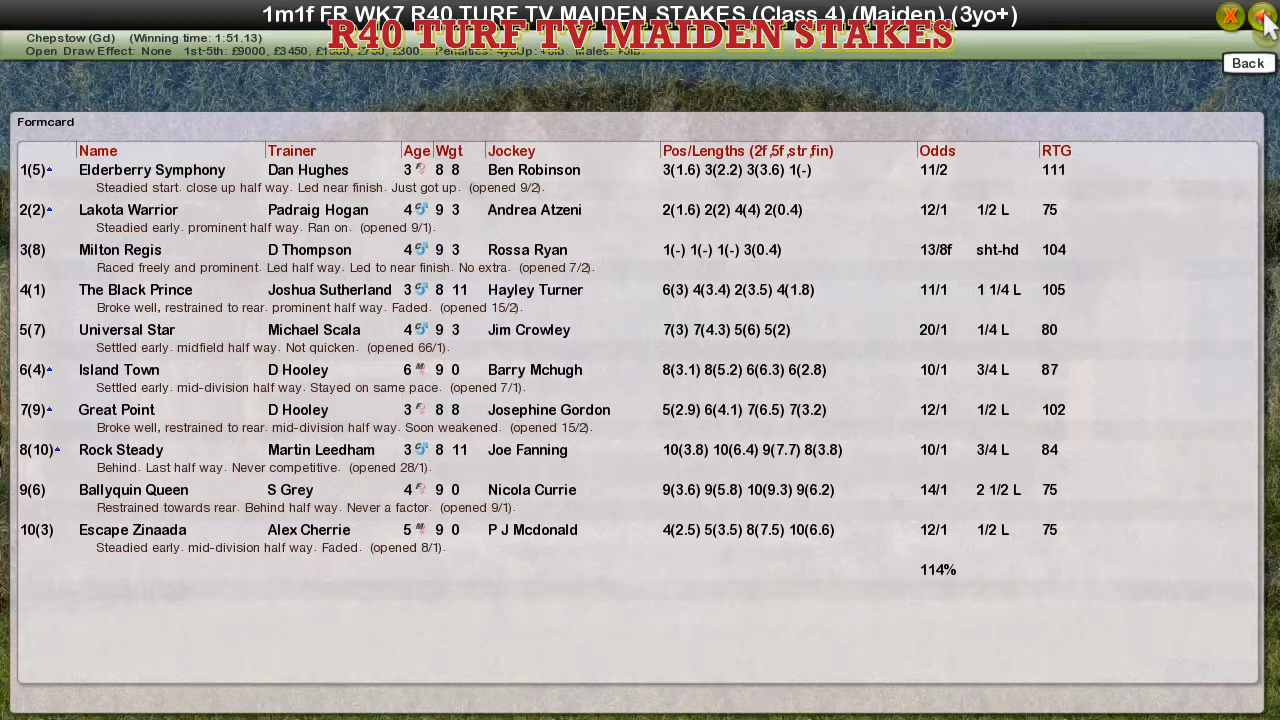 1m1f FR WK7 R40 TURF TV MAIDEN STAKES (Class 4) (Maiden) (3yo+)
R40 TURF TV MAIDEN STAKES
Chepstow (Gd) (Winning time: 1:51.13)
Open Draw Effect: None 1st-5th: £9000, £3450, £300. Males: +3lb.
Back
Formcard
Name Trainer Age Wgt Jockey Pos/Lengths (2f,5f,str,fin) Odds RTG
1(5) Elderberry Symphony Dan Hughes 3 8 8 Ben Robinson 3(1.6) 3(2.2) 3(3.6) 1(-) 11/2 111
Steadied start. close up half way. Led near finish. Just got up. (opened 9/2).
2(2) Lakota Warrior Padraig Hogan 4 9 3 Andrea Atzeni 2(1.6) 2(2) 4(4) 2(0.4) 12/1 1/2 L 75
Steadied early. prominent half way. Ran on. (opened 9/1).
3(8) Milton Regis D Thompson 4 9 3 Rossa Ryan 1(-) 1(-) 1(-) 3(0.4) 13/8f sht-hd 104
Raced freely and prominent. Led half way. Led to near finish. No extra. (opened 7/2).
4(1) The Black Prince Joshua Sutherland 3 8 11 Hayley Turner 6(3) 4(3.4) 2(3.5) 4(1.8) 11/1 1 1/4 L 105
Broke well, restrained to rear. prominent half way. Faded. (opened 15/2).
5(7) Universal Star Michael Scala 4 9 3 Jim Crowley 7(3) 7(4.3) 5(6) 5(2) 20/1 1/4 L 80
Settled early. midfield half way. Not quicken. (opened 66/1).
6(4) Island Town D Hooley 6 9 0 Barry Mchugh 8(3.1) 8(5.2) 6(6.3) 6(2.8) 10/1 3/4 L 87
Settled early. mid-division half way. Stayed on same pace. (opened 7/1).
7(9) Great Point D Hooley 3 8 8 Josephine Gordon 5(2.9) 6(4.1) 7(6.5) 7(3.2) 12/1 1/2 L 102
Broke well, restrained to rear. mid-division half way. Soon weakened. (opened 15/2).
8(10) Rock Steady Martin Leedham 3 8 11 Joe Fanning 10(3.8) 10(6.4) 9(7.7) 8(3.8) 10/1 3/4 L 84
Behind. Last half way. Never competitive. (opened 28/1).
9(6) Ballyquin Queen S Grey 4 9 0 Nicola Currie 9(3.6) 9(5.8) 10(9.3) 9(6.2) 14/1 2 1/2 L 75
Restrained towards rear. Behind half way. Never a factor. (opened 9/1).
10(3) Escape Zinaada Alex Cherrie 5 9 0 P J Mcdonald 4(2.5) 5(3.5) 8(7.5) 10(6.6) 12/1 1/2 L 75
Steadied early. mid-division half way. Faded. (opened 8/1).
114%